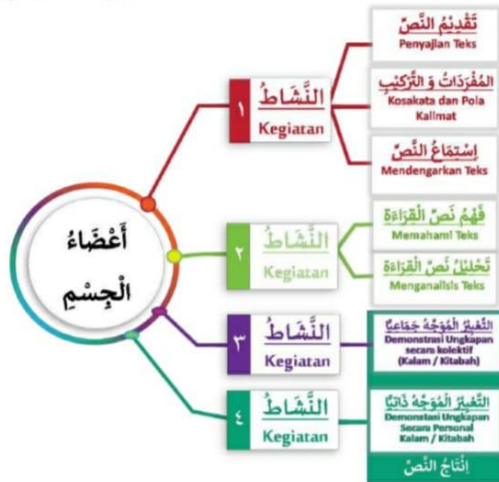 أَعْضَاءُ
الْجِسْمِ
١
النَّشَاطُ
Kegiatan
تَقْدِيْمُ النَّصِّ
Penyajian Teks
المُفْرَدَاتُ وَ التَّرْكِيْبِ
Kosakata dan Pola
Kalimat
إِسْتِمَاعُ النَّصِّ
Mendengarkan Teks
٢
النَّشَاطُ
Kegiatan
فَهْمُ نَصِّ الْقِرَاءَةِ
Memahami Teks
تَحْلِيْلُ نَصِّ الْقِرَاءَةِ
Menganalisis Teks
٣
النَّشَاطُ
Kegiatan
التَّعْبِيْرُ الْمُوَجَّهُ جَمَاعِيًّا
Demonstrasi Ungkapan
secara kolektif
(Kalam / Kitabah)
٤
النَّشَاطُ
Kegiatan
التَّعْبِيْرُ الْمُوَجَّهُ ذَاتِيًّا
Demonstasi Ungkapan
Secara Personal
Kalam / Kitabah
إِنْتَاجُ النَّصِّ